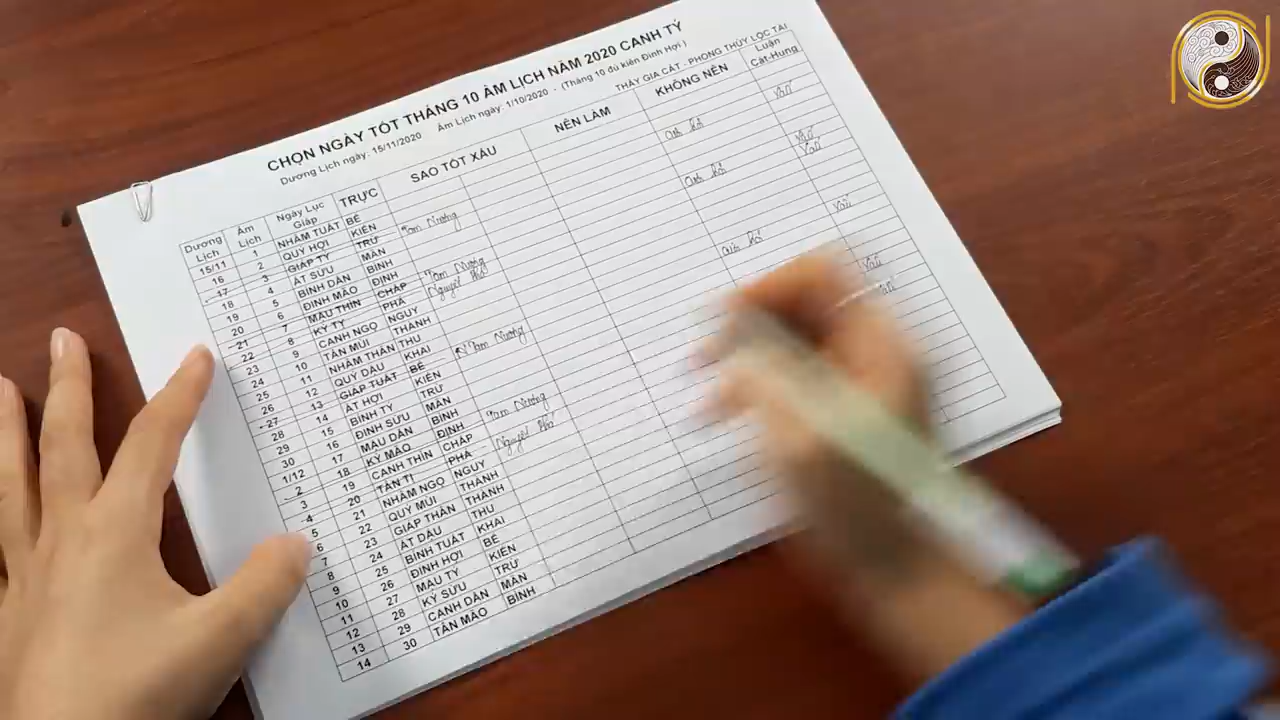 CHỌN NGÀY TỐT THÁNG 10 ÂM LỊCH NĂM 2020 CANH TÝ
Dương Lịch ngày: 15/11/2020 Âm Lịch ngày: 1/10/2020 - (Tháng 10 đủ kiến Đinh Hợi)
THẦY GIA CÁT - PHONG THỦY LỘC TÀI
Dương Lịch Âm Lịch Ngày Lục Giáp TRỰC SAO TỐT XẤU NÊN LÀM KHÔNG NÊN Luận Cát-Hung
15/11 1 NHÂM TUẤT BẾ
16 2 QUÝ HỢI KIẾN
17 3 GIÁP TÝ TRỪ Tam Nương xấu
18 4 ẤT SỬU MÃN
19 5 BÍNH DẦN BÌNH
20 6 ĐINH MÃO ĐỊNH
21 7 MẬU THÌN CHẤP Tam Nương xấu
22 8 KỶ TỴ PHÁ Nguyệt Phá xấu
23 9 CANH NGỌ NGUY
24 10 TÂN MÙI THÀNH
25 11 NHÂM THÂN THU
26 12 QUÝ DẬU KHAI
27 13 GIÁP TUẤT BẾ Tam Nương xấu
28 14 ẤT HỢI KIẾN
29 15 BÍNH TÝ TRỪ
30 16 ĐINH SỬU MÃN
1/12 17 MẬU DẦN BÌNH
2 18 KỶ MÃO ĐỊNH Tam Nương xấu
3 19 CANH THÌN CHẤP
4 20 TÂN TỊ PHÁ Nguyệt Phá xấu
5 21 NHÂM NGỌ NGUY
6 22 QUÝ MÙI THÀNH
7 23 GIÁP THÂN THÀNH
8 24 ẤT DẬU THU
9 25 BÍNH TUẤT KHAI
10 26 ĐINH HỢI BẾ
11 27 MẬU TÝ KIẾN
12 28 KỶ SỬU TRỪ
13 29 CANH DẦN MÃN
14 30 TÂN MÃO BÌNH